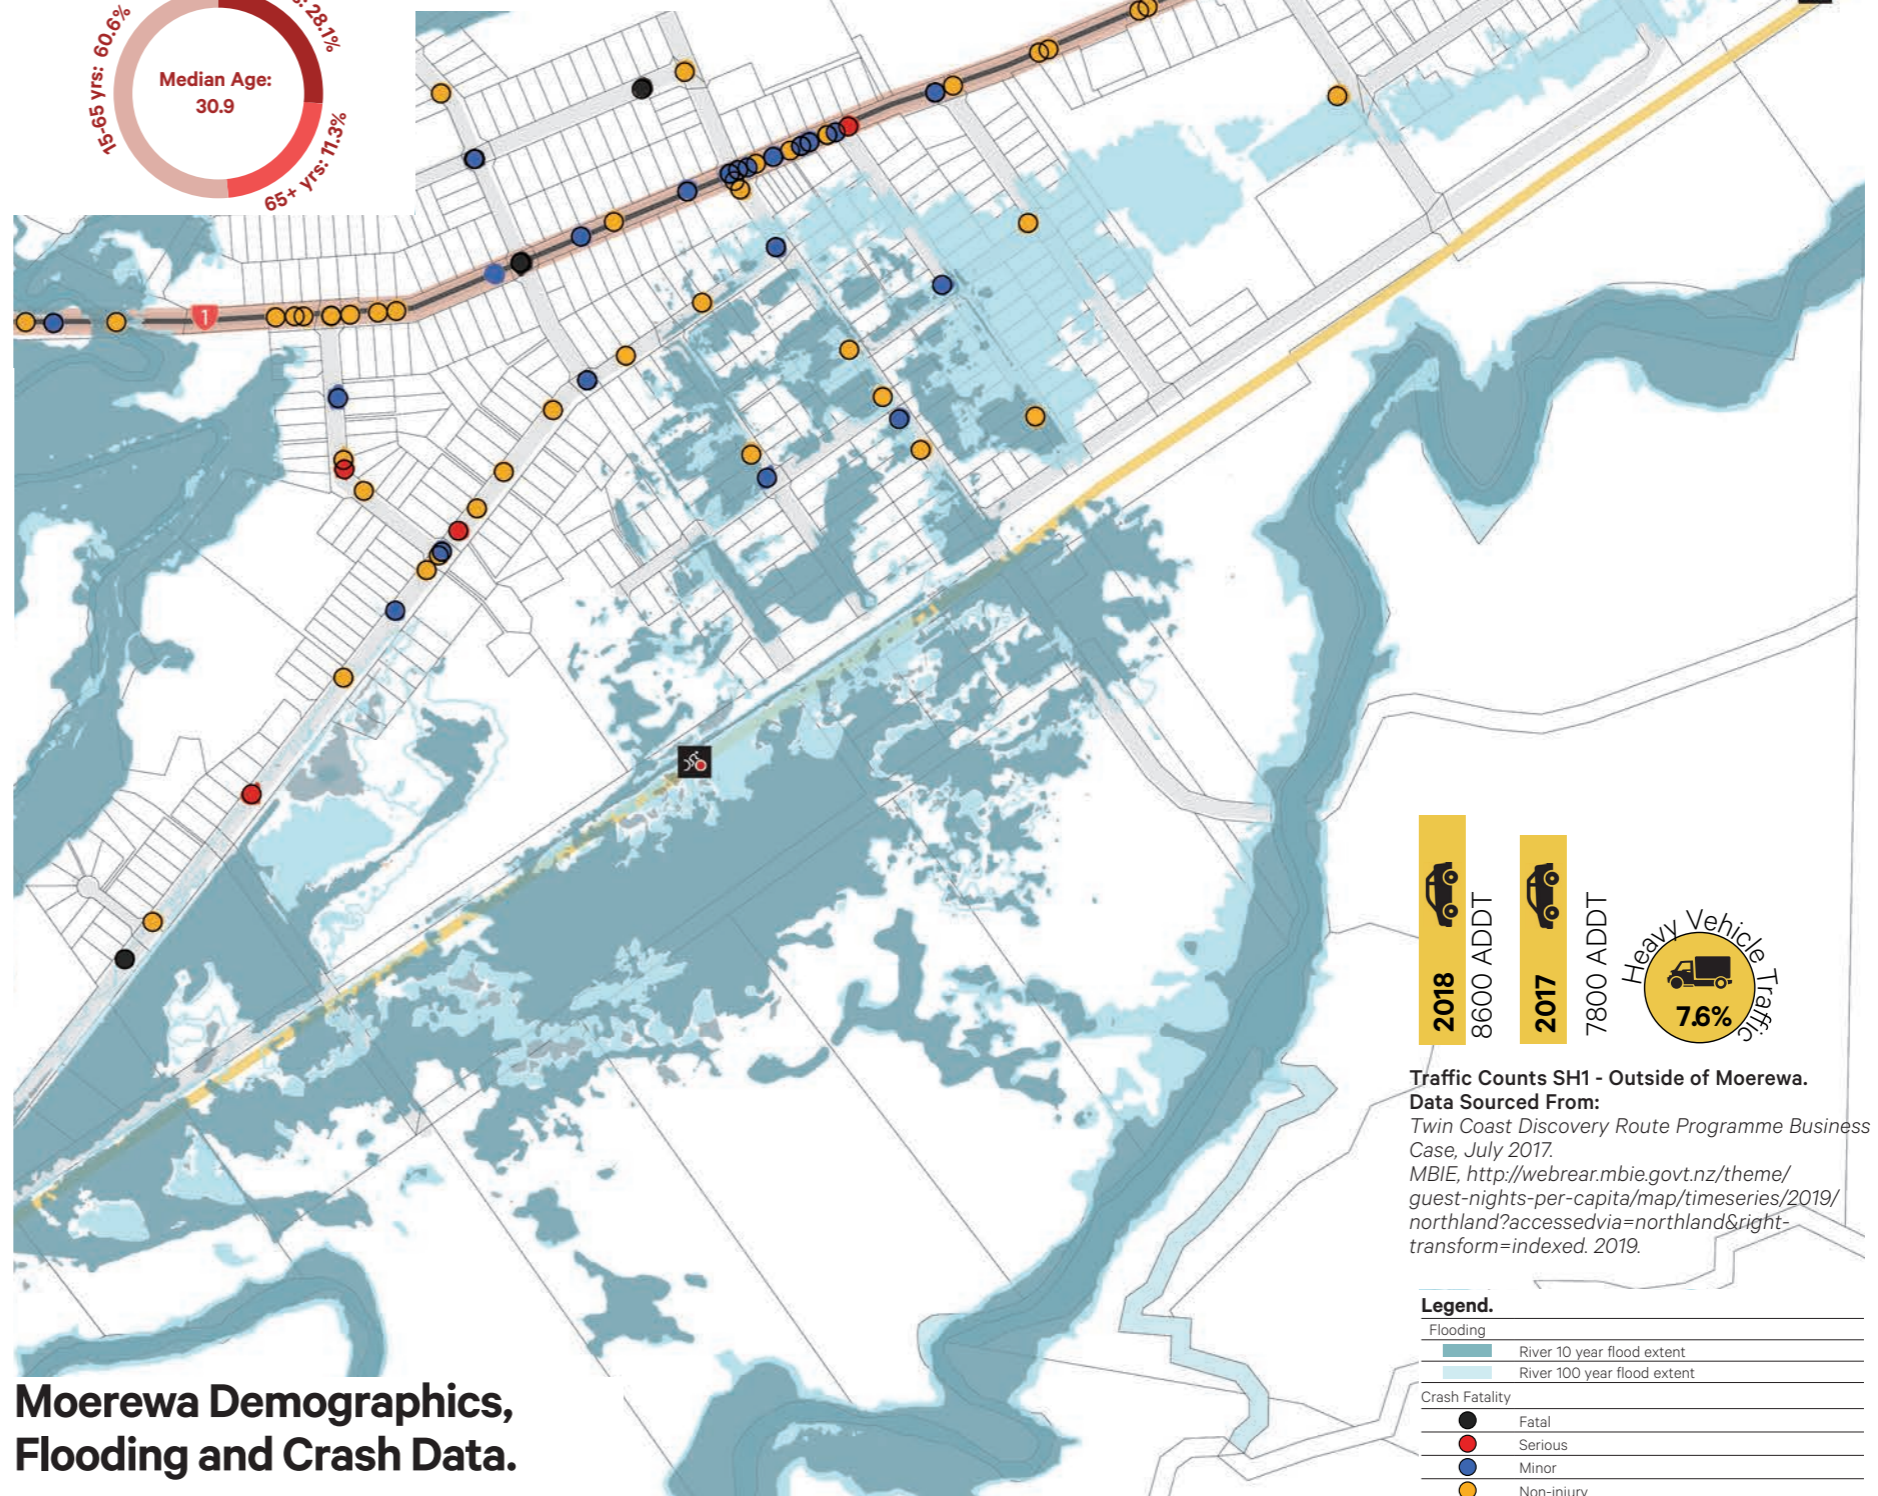 15-65 yrs: 60.6%
28.1%
65+ yrs: 11.3%
Median Age:
30.9
1
2018
8600 ADDT
2017
7800 ADDT
Heavy Vehicle Traffic
7.6%
Traffic Counts SH1 - Outside of Moerewa.
Data Sourced From:
Twin Coast Discovery Route Programme Business
Case, July 2017.
MBIE, http://webrear.mbie.govt.nz/theme/
guest-nights-per-capita/map/timeseries/2019/
northland?accessedvia=northland&right-
transform=indexed. 2019.
Legend.
Flooding
River 10 year flood extent
River 100 year flood extent
Crash Fatality
Fatal
Serious
Minor
Non-injury
Moerewa Demographics,
Flooding and Crash Data.